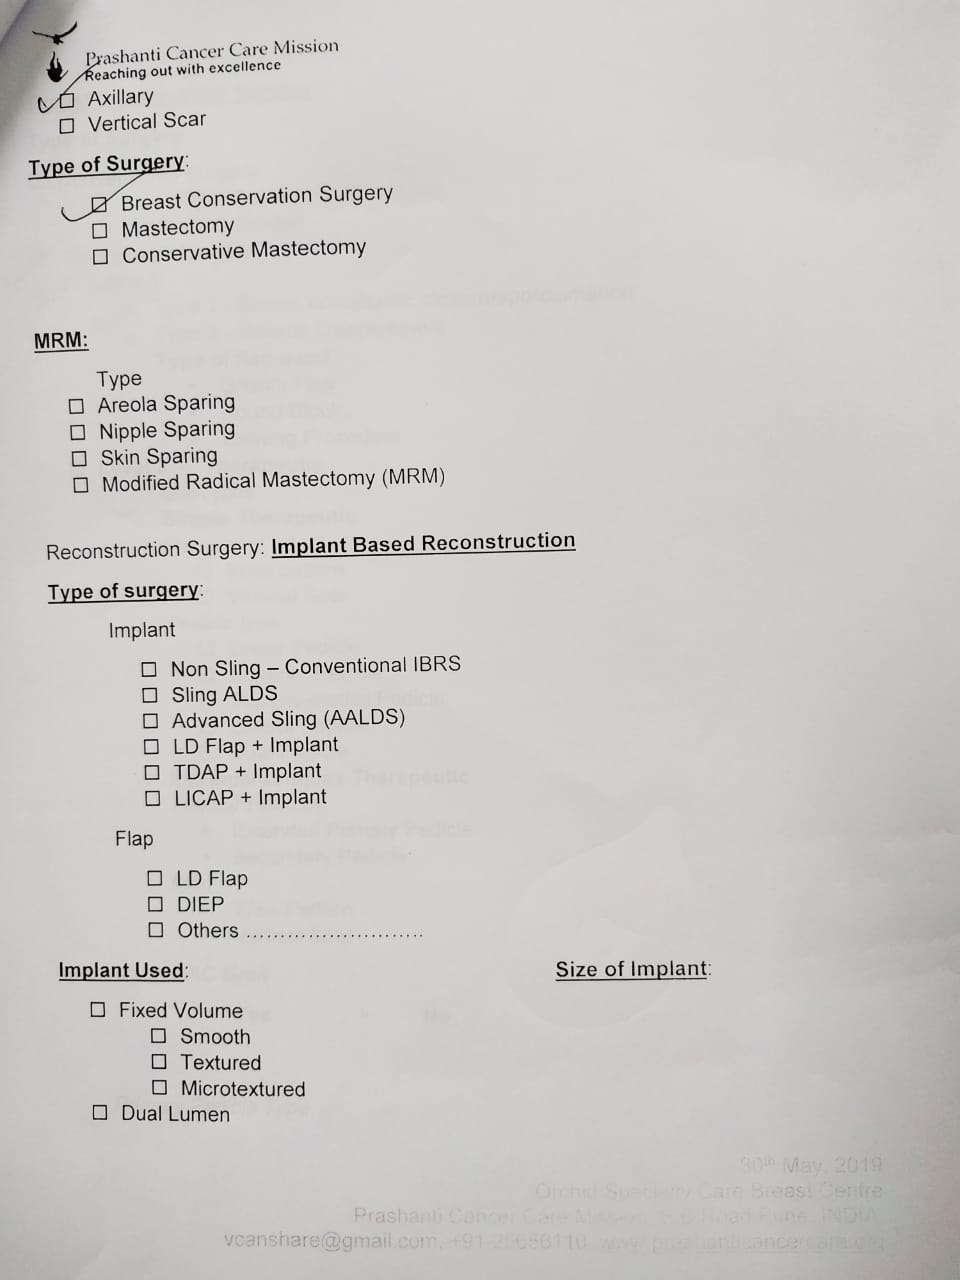 Prashanti Cancer Care Mission
Reaching out with excellence
☑ Axillary
☐ Vertical Scar
Type of Surgery:
☑ Breast Conservation Surgery
☐ Mastectomy
☐ Conservative Mastectomy
MRM:
Type
☐ Areola Sparing
☐ Nipple Sparing
☐ Skin Sparing
☐ Modified Radical Mastectomy (MRM)
Reconstruction Surgery: Implant Based Reconstruction
Type of surgery:
Implant
☐ Non Sling – Conventional IBRS
☐ Sling ALDS
☐ Advanced Sling (AALDS)
☐ LD Flap + Implant
☐ TDAP + Implant
☐ LICAP + Implant
Flap
☐ LD Flap
☐ DIEP
☐ Others ..........................
Implant Used: Size of Implant:
☐ Fixed Volume
☐ Smooth
☐ Textured
☐ Microtextured
☐ Dual Lumen
30th May, 2019
Orchid Specialty Care Breast Centre
Prashanti Cancer Care Mission, Road Pune, INDIA
vcanshare@gmail.com, www.prashanticancercare.org